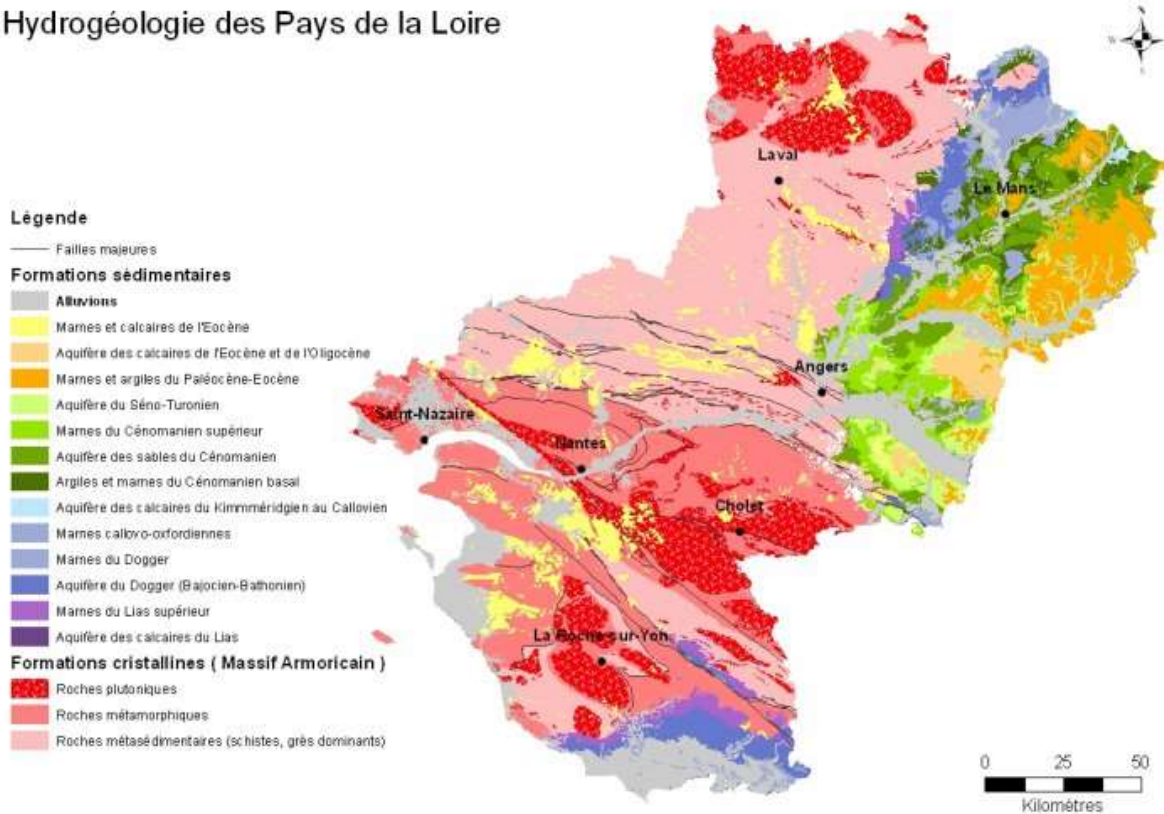 Hydrogéologie des Pays de la Loire
N
W
Laval
Le Mans
Angers
Saint-Nazaire
Nantes
Cholet
La Roche-sur-Yon
Légende
Failles majeures
Formations sédimentaires
Alluvions
Marnes et calcaires de l'Eocène
Aquifère des calcaires de l'Eocène et de l'Oligocène
Marnes et argiles du Paléocène-Eocène
Aquifère du Séno-Turonien
Marnes du Cénomanien supérieur
Aquifère des sables du Cénomanien
Argiles et marnes du Cénomanien basal
Aquifère des calcaires du Kimmméridgien au Callovien
Marnes callovo-oxfordiennes
Marnes du Dogger
Aquifère du Dogger (Bajocien-Bathonien)
Marnes du Lias supérieur
Aquifère des calcaires du Lias
Formations cristallines ( Massif Armoricain )
Roches plutoniques
Roches métamorphiques
Roches métasédimentaires (schistes, grès dominants)
0 25 50
Kilomètres